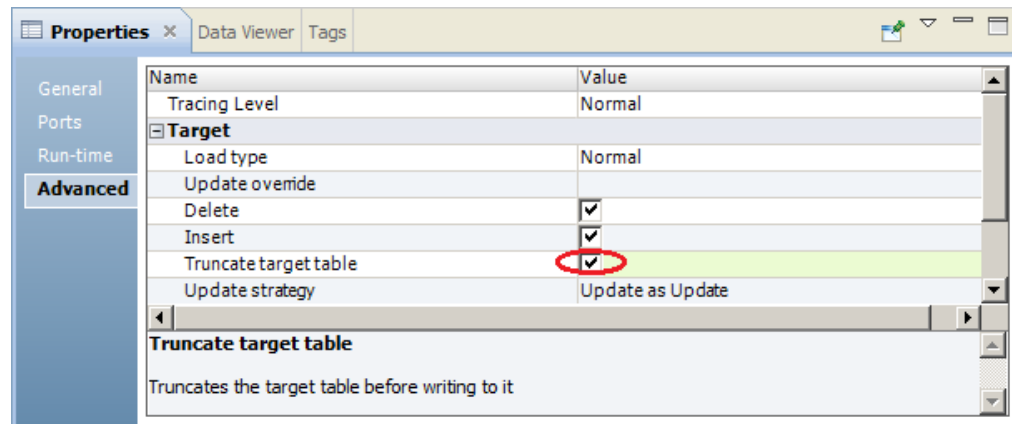 Properties Data Viewer Tags
General
Ports
Run-time
Advanced
Name Value
Tracing Level Normal
Target
Load type Normal
Update override
Delete
Insert
Truncate target table
Update strategy Update as Update
Truncate target table
Truncates the target table before writing to it